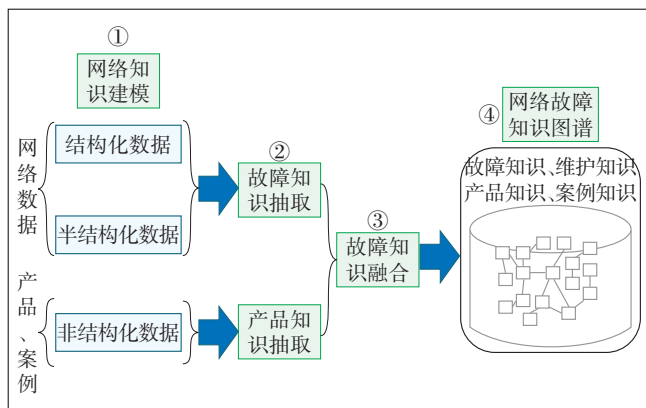 ①
网络知
识建模
网络数据
结构化数据
半结构化数据
②
故障知
识抽取
产品、案例
非结构化数据
产品知
识抽取
③
故障知
识融合
④
网络故障
知识图谱
故障知识、维护知识
产品知识、案例知识